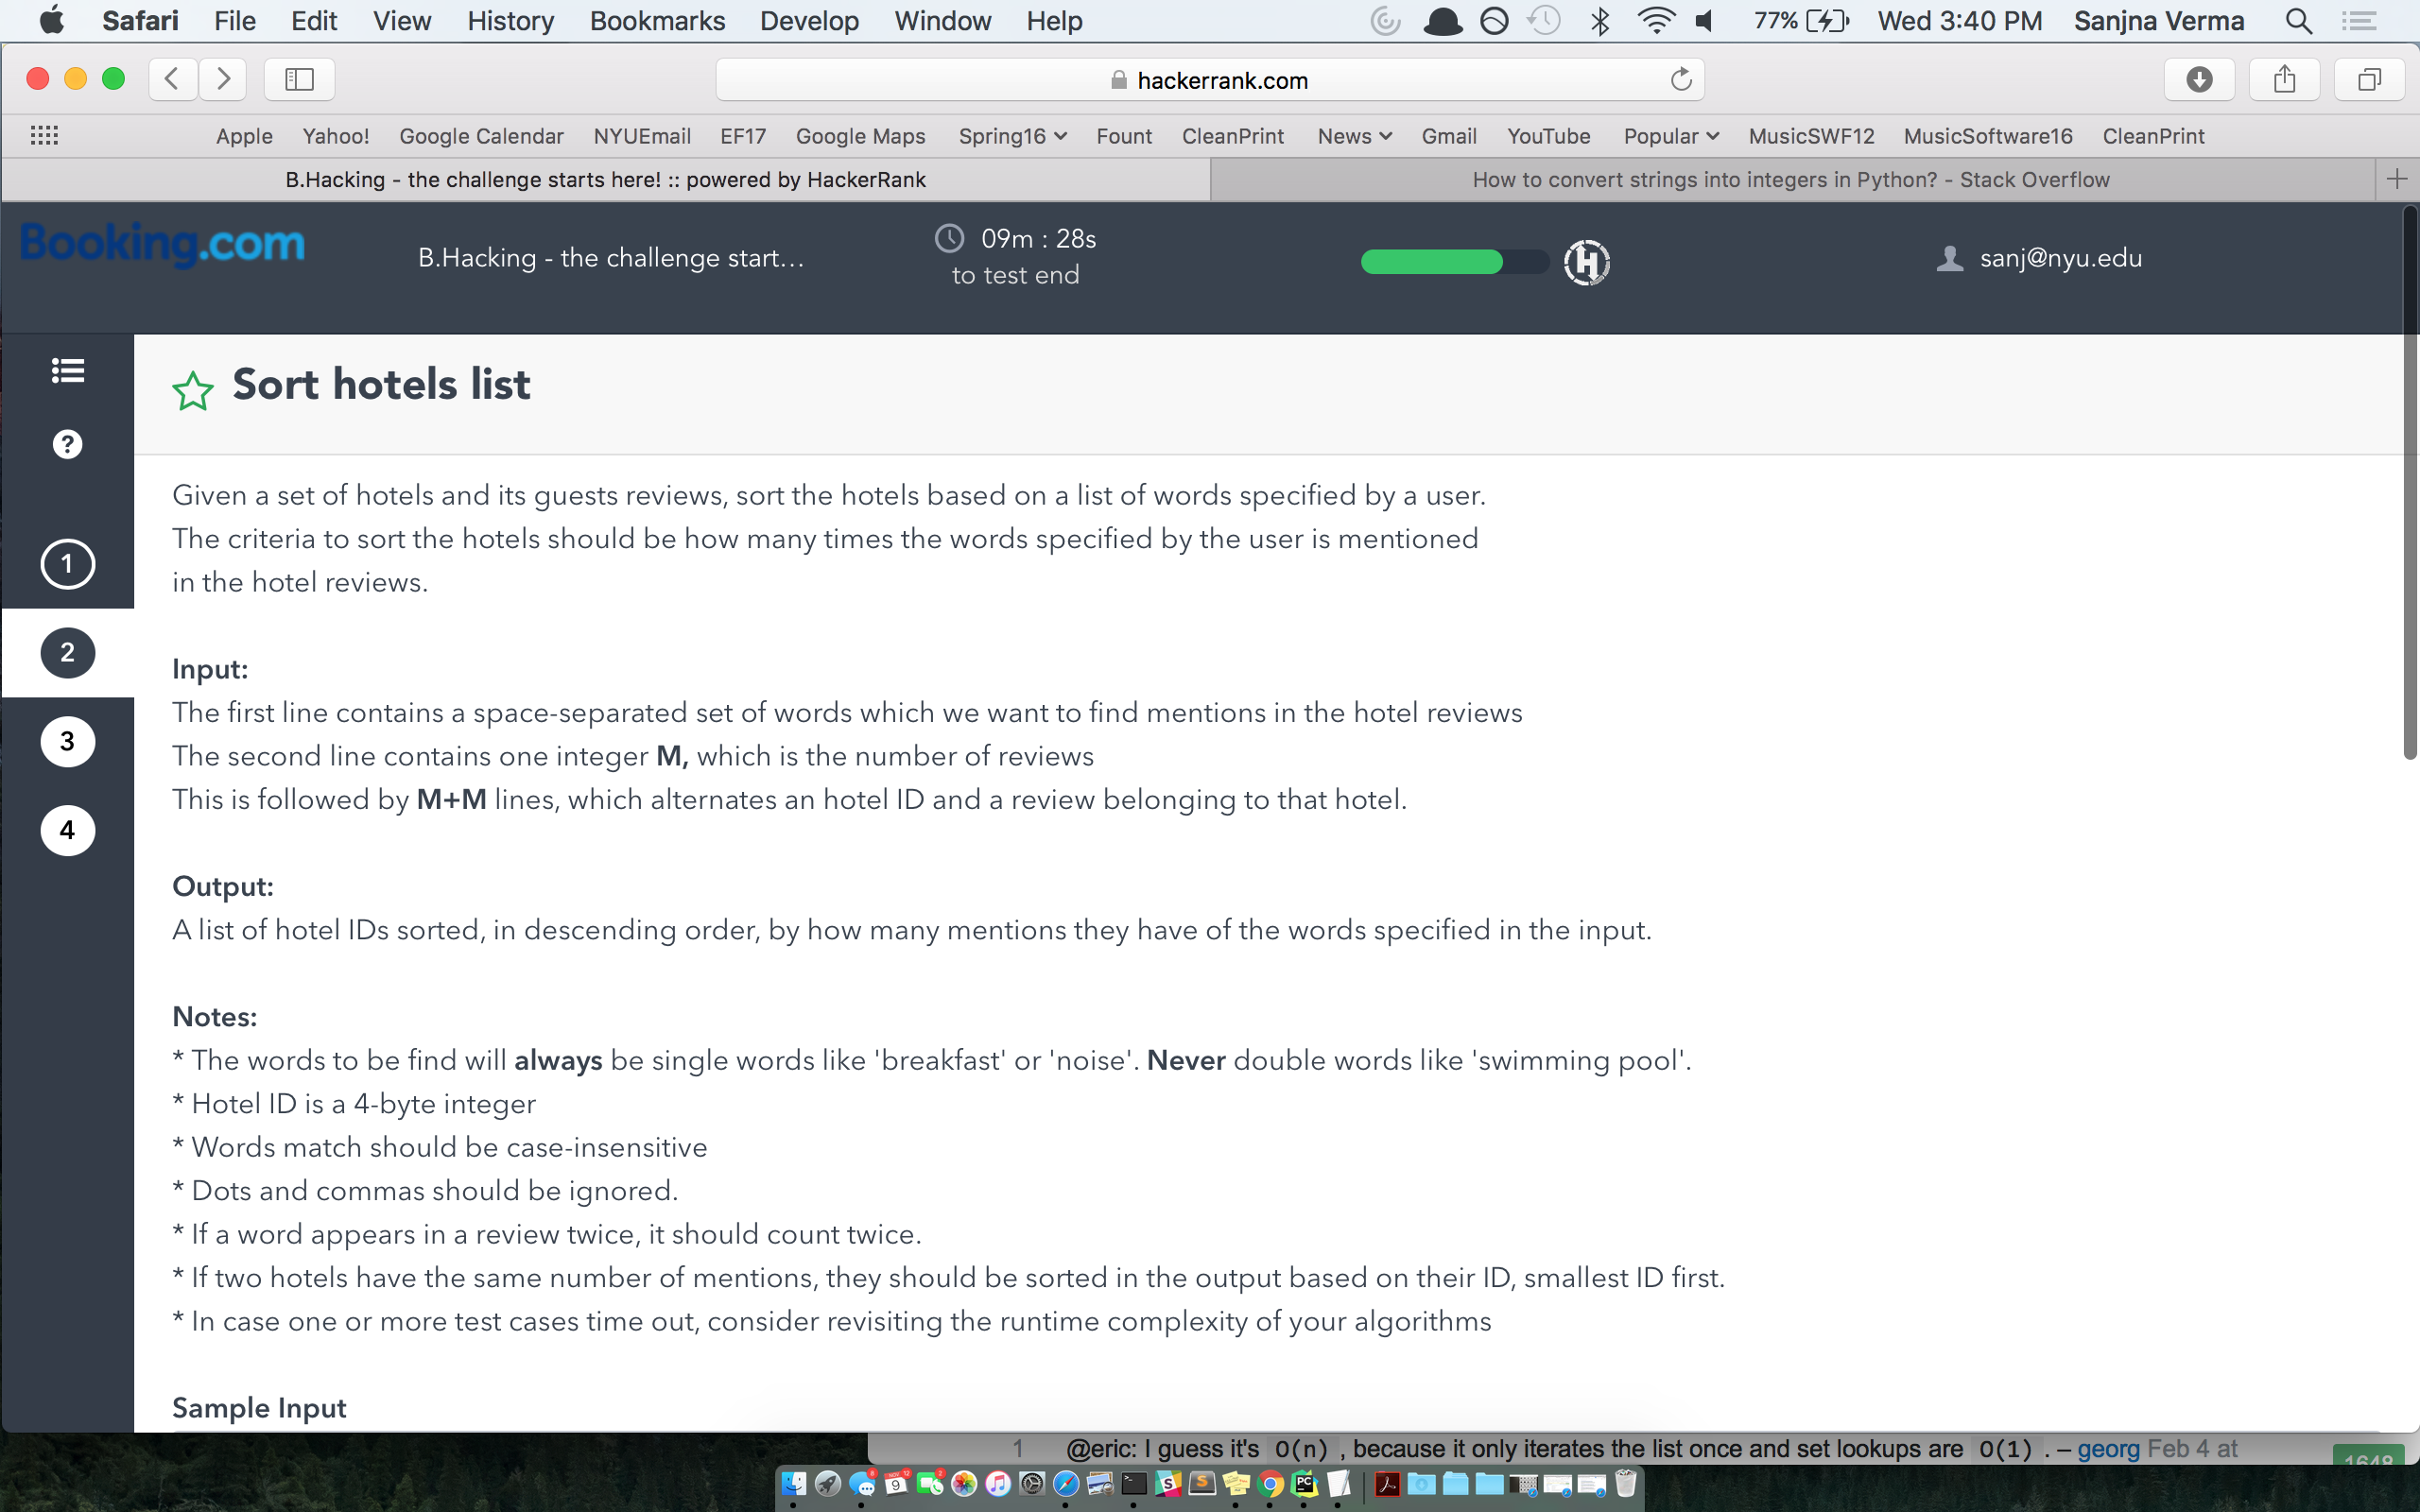 Safari File Edit View History Bookmarks Develop Window Help 77% Wed 3:40 PM Sanjna Verma
hackerrank.com
Apple Yahoo! Google Calendar NYUEmail EF17 Google Maps Spring16 Fount CleanPrint News Gmail YouTube Popular MusicSWF12 MusicSoftware16 CleanPrint
B.Hacking - the challenge starts here! :: powered by HackerRank How to convert strings into integers in Python? - Stack Overflow
Booking.com B.Hacking - the challenge start... 09m : 28s H sanj@nyu.edu
to test end
Sort hotels list
?
Given a set of hotels and its guests reviews, sort the hotels based on a list of words specified by a user.
The criteria to sort the hotels should be how many times the words specified by the user is mentioned
in the hotel reviews.
1
2
3
4
Input:
The first line contains a space-separated set of words which we want to find mentions in the hotel reviews
The second line contains one integer M, which is the number of reviews
This is followed by M+M lines, which alternates an hotel ID and a review belonging to that hotel.
Output:
A list of hotel IDs sorted, in descending order, by how many mentions they have of the words specified in the input.
Notes:
* The words to be find will always be single words like 'breakfast' or 'noise'. Never double words like 'swimming pool'.
* Hotel ID is a 4-byte integer
* Words match should be case-insensitive
* Dots and commas should be ignored.
* If a word appears in a review twice, it should count twice.
* If two hotels have the same number of mentions, they should be sorted in the output based on their ID, smallest ID first.
* In case one or more test cases time out, consider revisiting the runtime complexity of your algorithms
Sample Input
1 @eric: I guess it's O(n) , because it only iterates the list once and set lookups are O(1) . – georg Feb 4 at